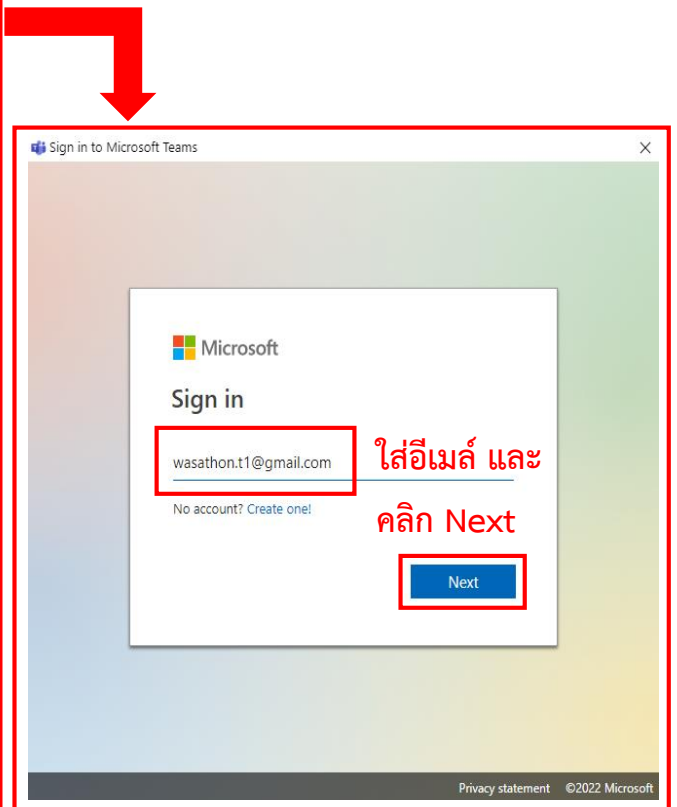 Sign in to Microsoft Teams
Microsoft
Sign in
wasathon.t1@gmail.com
ใส่อีเมล์ และ
No account? Create one!
คลิก Next
Next
Privacy statement ©2022 Microsoft